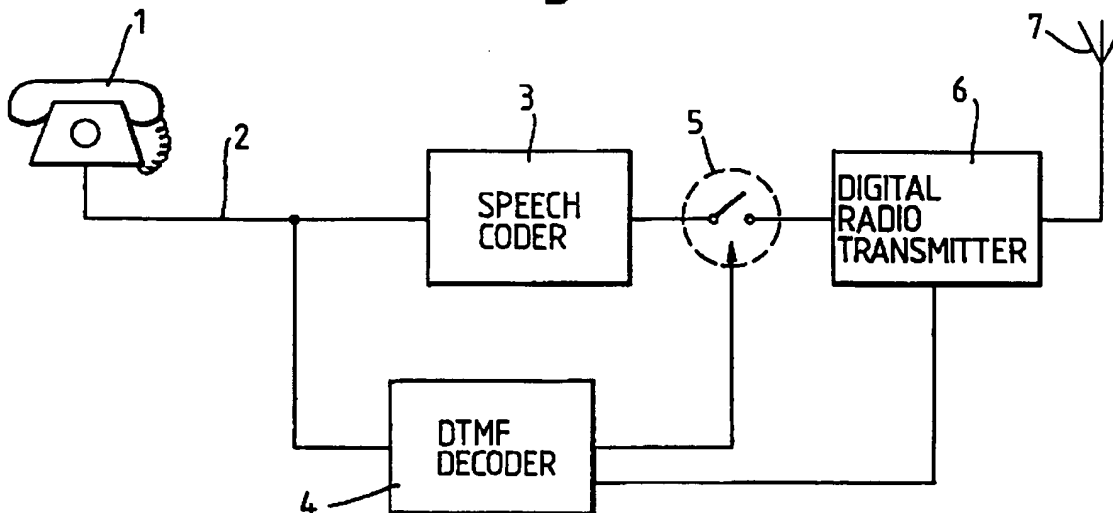 1
7
2
3
5
6
SPEECH
CODER
DIGITAL
RADIO
TRANSMITTER
DTMF
DECODER
4